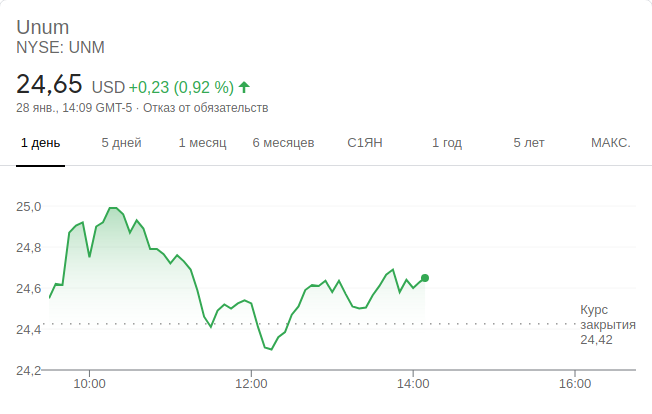 Unum
NYSE: UNM
24,65 USD +0,23 (0,92 %)
28 янв., 14:09 GMT-5 · Отказ от обязательств
1 день 5 дней 1 месяц 6 месяцев С1ЯН 1 год 5 лет МАКС.
25,0
24,8
24,6
24,4
24,2
Курс
закрытия
24,42
10:00 12:00 14:00 16:00